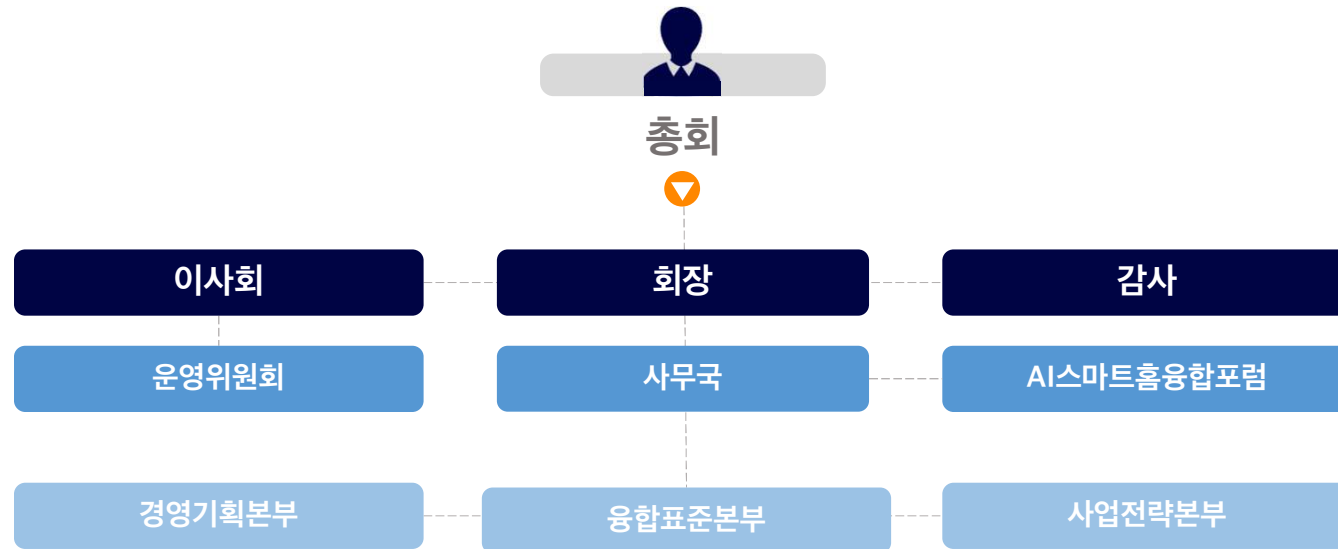 총회
이사회
회장
감사
운영위원회
사무국
AI스마트홈융합포럼
경영기획본부
융합표준본부
사업전략본부